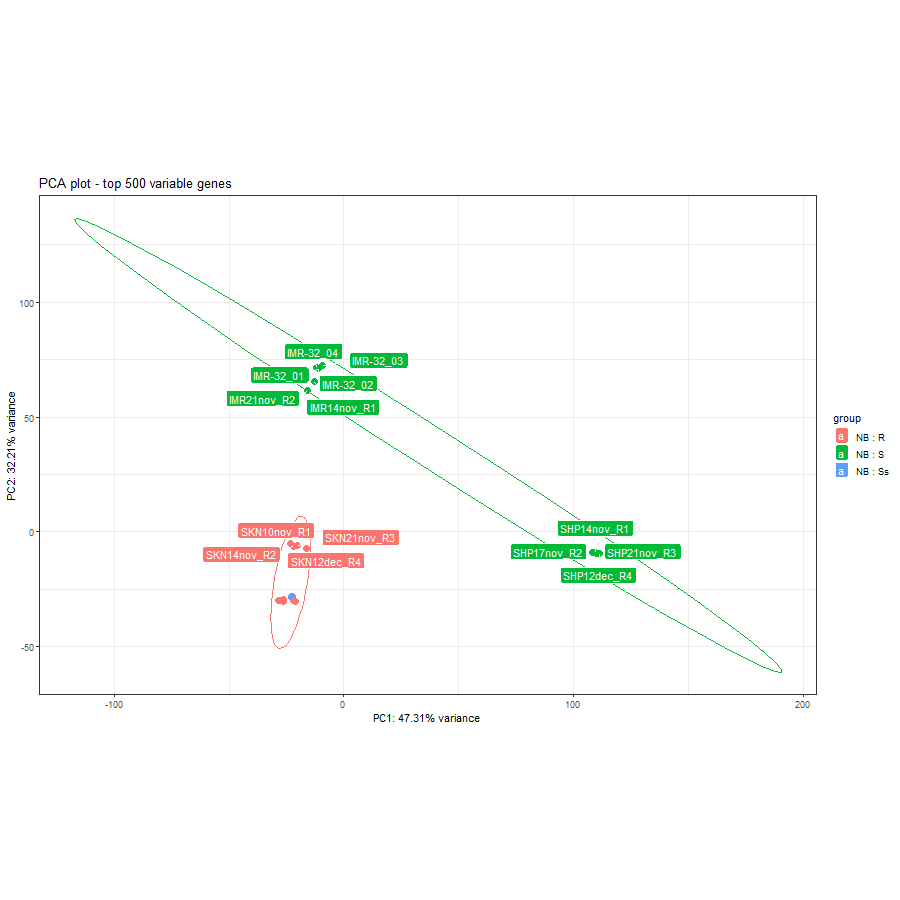 PCA plot - top 500 variable genes
PC2: 32.21% variance
100
50
0
-50
IMR-32_04
IMR-32_03
IMR-32_01
IMR-32_02
IMR21nov_R2
IMR14nov_R1
SKN10nov_R1
SKN21nov_R3
SKN14nov_R2
SKN12dec_R4
SHP14nov_R1
SHP17nov_R2
SHP21nov_R3
SHP12dec_R4
-100
0
100
200
PC1: 47.31% variance
group
a NB : R
a NB : S
a NB : Ss